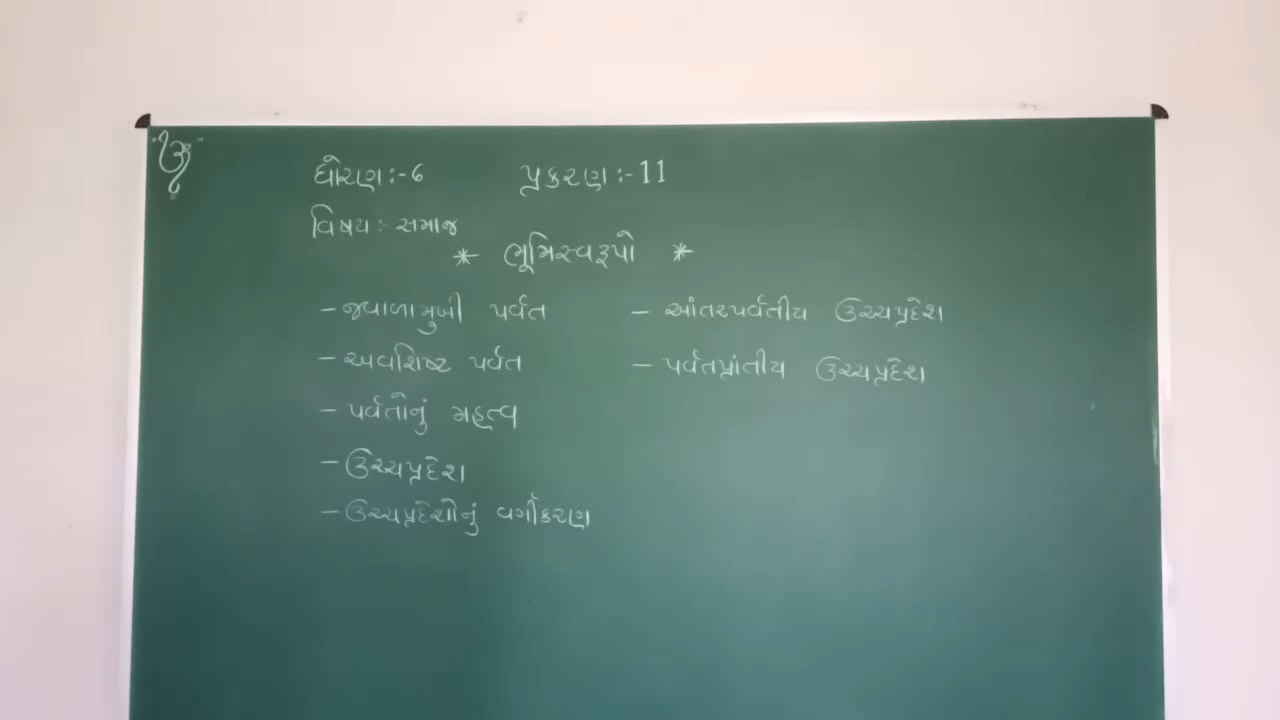 ધોરણ:-6 પ્રકરણ:-11
વિષય:- સમાજ
* ભૂમિસ્વરૂપો *
- જવાળામુખી પર્વત
- અવશિષ્ટ પર્વત
- પર્વતોનું મહત્વ
- ઉચ્ચપ્રદેશ
- ઉચ્ચપ્રદેશોનું વર્ગીકરણ
- આંતરપર્વતીય ઉચ્ચપ્રદેશ
- પર્વતપ્રાંતીય ઉચ્ચપ્રદેશ